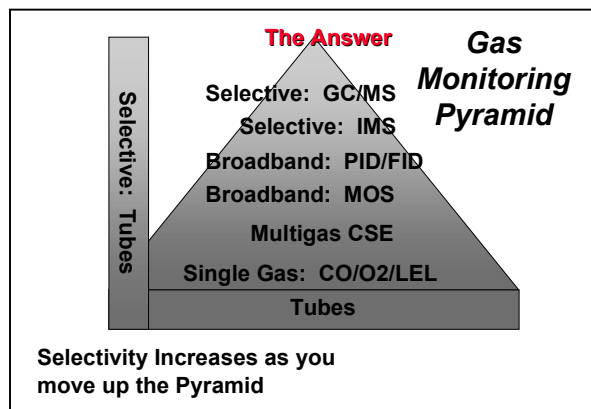 The Answer
Gas
Monitoring
Pyramid
Selective: Tubes
Selective: GC/MS
Selective: IMS
Broadband: PID/FID
Broadband: MOS
Multigas CSE
Single Gas: CO/O2/LEL
Tubes
Selectivity Increases as you
move up the Pyramid